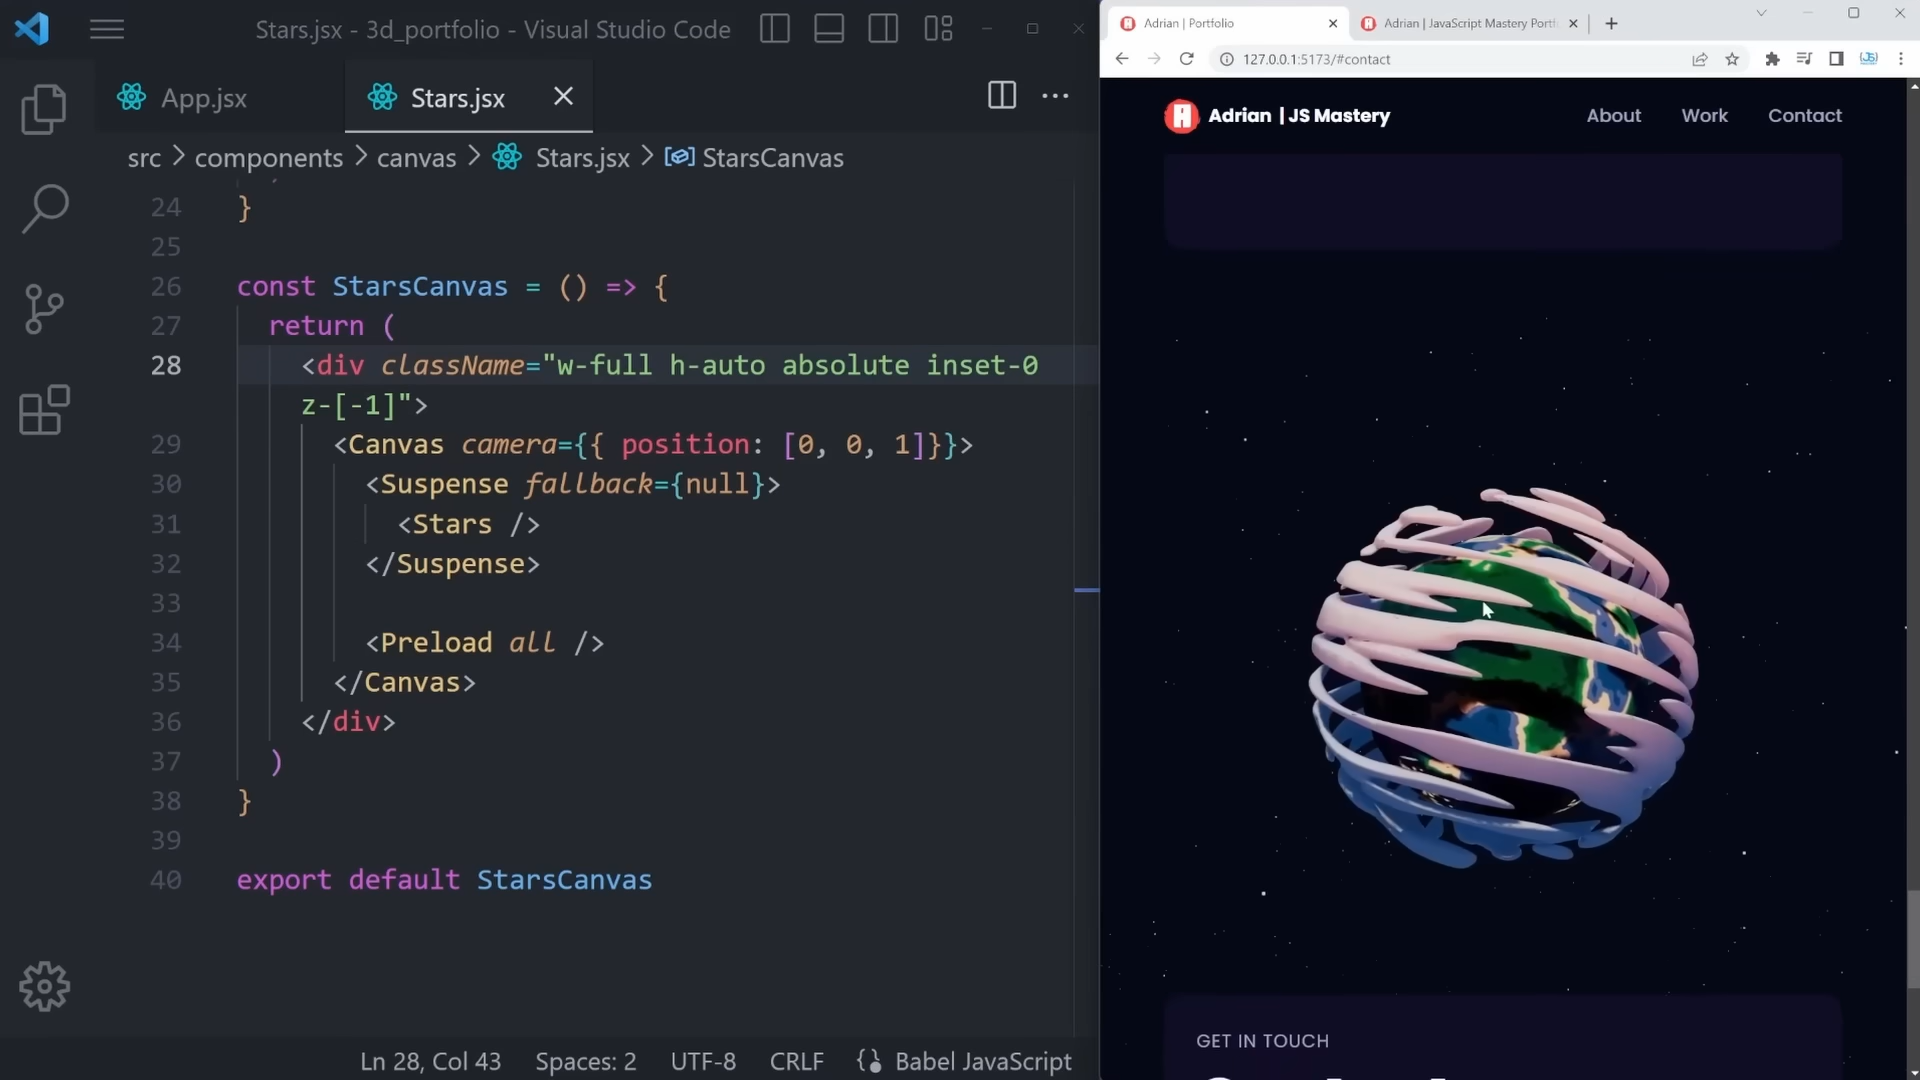 Stars.jsx - 3d_portfolio - Visual Studio Code
App.jsx
Stars.jsx
src > components > canvas > Stars.jsx > StarsCanvas
24 }
25
26 const StarsCanvas = () => {
27 return (
28 <div className="w-full h-auto absolute inset-0
z-[-1]">
29 <Canvas camera={{ position: [0, 0, 1]}}>
30 <Suspense fallback={null}>
31 <Stars />
32 </Suspense>
33
34 <Preload all />
35 </Canvas>
36 </div>
37 )
38 }
39
40 export default StarsCanvas
Ln 28, Col 43 Spaces: 2 UTF-8 CRLF Babel JavaScript
Adrian | Portfolio
Adrian | JavaScript Mastery Portf
127.0.0.1:5173/#contact
Adrian | JS Mastery
About Work Contact
GET IN TOUCH